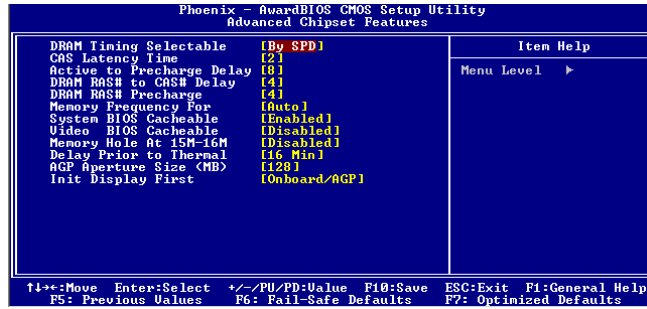 Phoenix - AwardBIOS CMOS Setup Utility
Advanced Chipset Features
DRAM Timing Selectable [By SPD]
CAS Latency Time [2]
Active to Precharge Delay [8]
DRAM RAS# to CAS# Delay [4]
DRAM RAS# Precharge [4]
Memory Frequency For [Auto]
System BIOS Cacheable [Enabled]
Video BIOS Cacheable [Disabled]
Memory Hole At 15M-16M [Disabled]
Delay Prior to Thermal [16 Min]
AGP Aperture Size (MB) [128]
Init Display First [Onboard/AGP]
Item Help
Menu Level ►
↑↓→←:Move Enter:Select +/-/PU/PD:Value F10:Save ESC:Exit F1:General Help
F5: Previous Values F6: Fail-Safe Defaults F7: Optimized Defaults